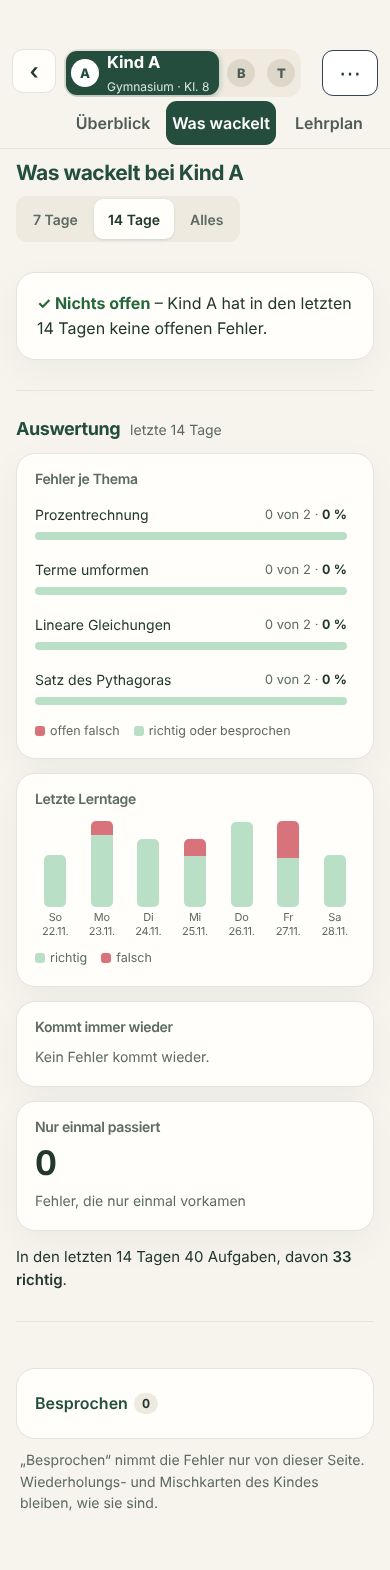 ‹
A
Kind A
Gymnasium · Kl. 8
B
T
...
Überblick
Was wackelt
Lehrplan
Was wackelt bei Kind A
7 Tage
14 Tage
Alles
✓ Nichts offen – Kind A hat in den letzten
14 Tagen keine offenen Fehler.
Auswertung letzte 14 Tage
Fehler je Thema
Prozentrechnung 0 von 2 · 0 %
Terme umformen 0 von 2 · 0 %
Lineare Gleichungen 0 von 2 · 0 %
Satz des Pythagoras 0 von 2 · 0 %
offen falsch richtig oder besprochen
Letzte Lerntage
So Mo Di Mi Do Fr Sa
22.11. 23.11. 24.11. 25.11. 26.11. 27.11. 28.11.
richtig falsch
Kommt immer wieder
Kein Fehler kommt wieder.
Nur einmal passiert
0
Fehler, die nur einmal vorkamen
In den letzten 14 Tagen 40 Aufgaben, davon 33
richtig.
Besprochen 0
„Besprochen“ nimmt die Fehler nur von dieser Seite.
Wiederholungs- und Mischkarten des Kindes
bleiben, wie sie sind.